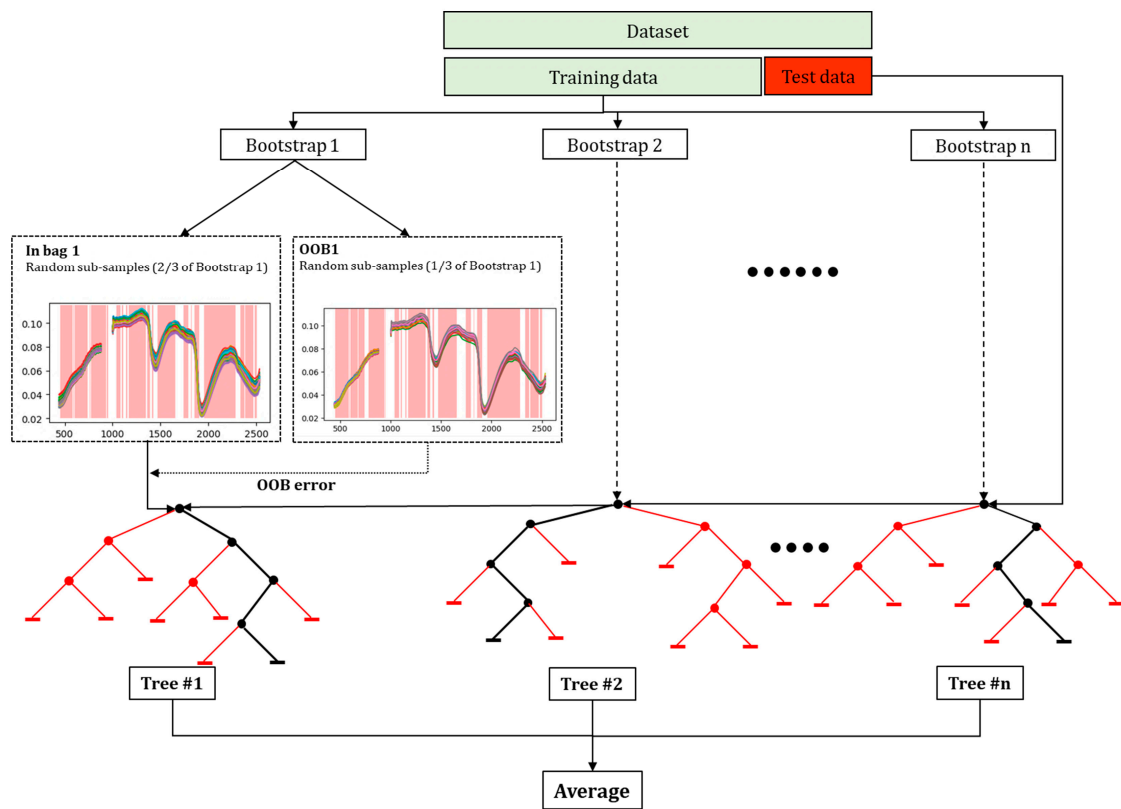 Dataset
Training data
Test data
Bootstrap 1
Bootstrap 2
Bootstrap n
In bag 1
Random sub-samples (2/3 of Bootstrap 1)
OOB1
Random sub-samples (1/3 of Bootstrap 1)
0.10
0.08
0.06
0.04
0.02
500
1000
1500
2000
2500
0.10
0.08
0.06
0.04
0.02
500
1000
1500
2000
2500
OOB error
Tree #1
Tree #2
Tree #n
Average